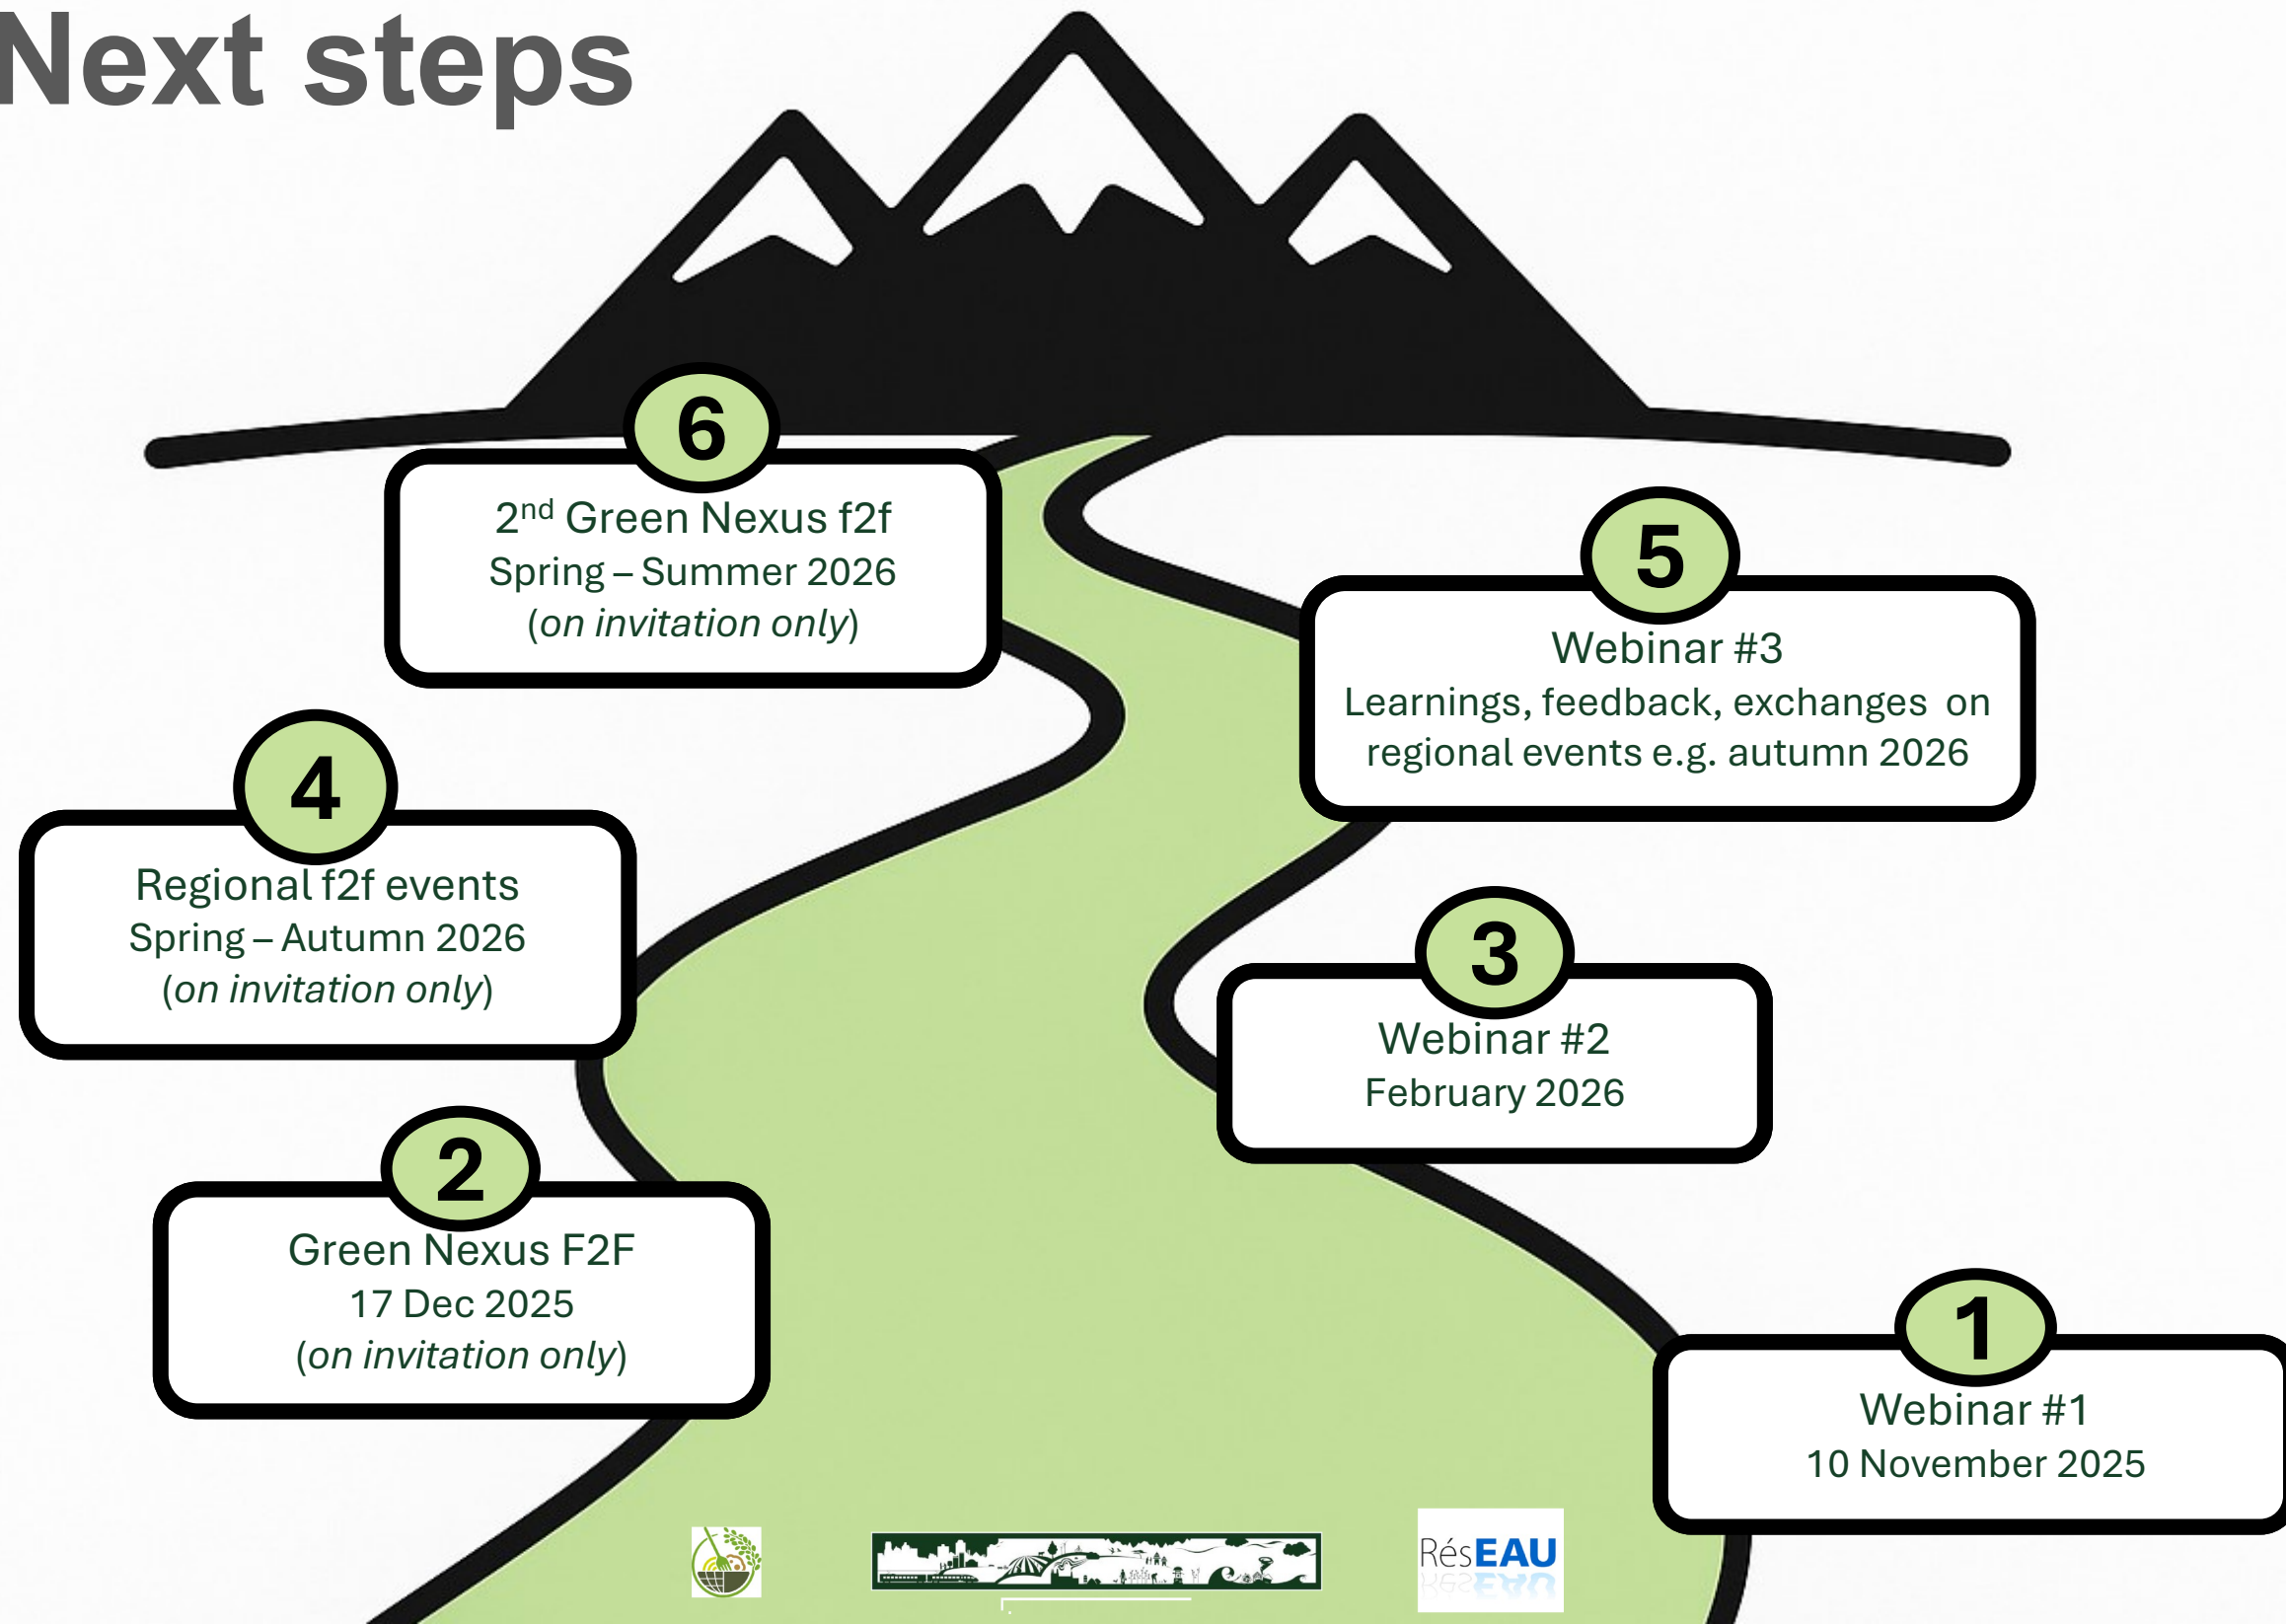 Next steps
6
2nd Green Nexus f2f
Spring – Summer 2026
(on invitation only)
5
Webinar #3
Learnings, feedback, exchanges on
regional events e.g. autumn 2026
4
Regional f2f events
Spring – Autumn 2026
(on invitation only)
3
Webinar #2
February 2026
2
Green Nexus F2F
17 Dec 2025
(on invitation only)
1
Webinar #1
10 November 2025
RésEAU